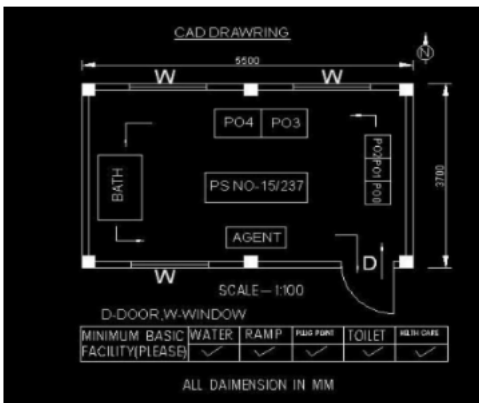 CAD DRAWRING
N
5500
W W
PO4 PO3
PO2 PO1 PO0
3700
BATH
PS NO-15/237
AGENT
D
W
SCALE-1:100
D-DOOR,W-WINDOW
MINIMUM BASIC FACILITY(PLEASE) WATER RAMP PLUG POINT TOILET HELTH CARE
ALL DAIMENSION IN MM